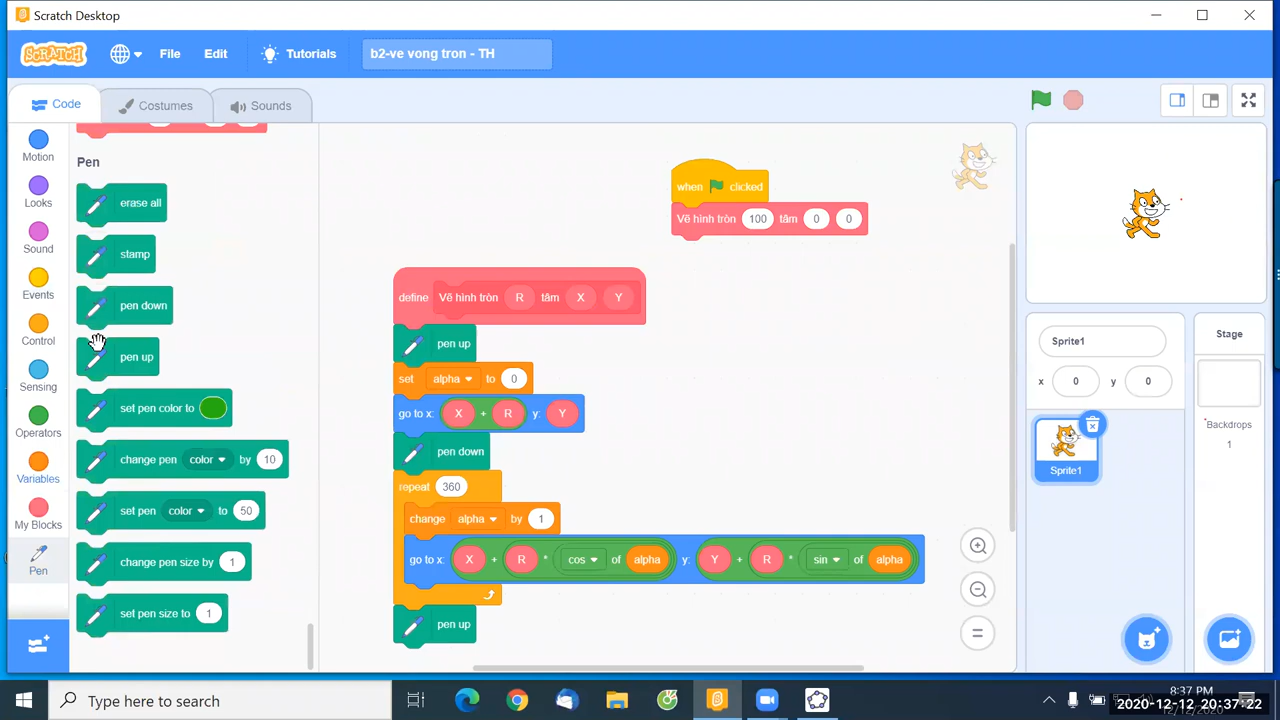 Scratch Desktop
SCRATCH
File
Edit
Tutorials
b2-ve vong tron - TH
Code
Costumes
Sounds
Motion
Looks
Sound
Events
Control
Sensing
Operators
Variables
My Blocks
Pen
Pen
erase all
stamp
pen down
pen up
set pen color to
change pen color by 10
set pen color to 50
change pen size by 1
set pen size to 1
when clicked
Vẽ hình tròn 100 tâm 0 0
define Vẽ hình tròn R tâm X Y
pen up
set alpha to 0
go to x: X + R y: Y
pen down
repeat 360
change alpha by 1
go to x: X + R * cos of alpha y: Y + R * sin of alpha
pen up
Sprite1
x 0 y 0
Sprite1
Stage
Backdrops
1
Type here to search
8:37 PM
2020-12-12 20:37:22